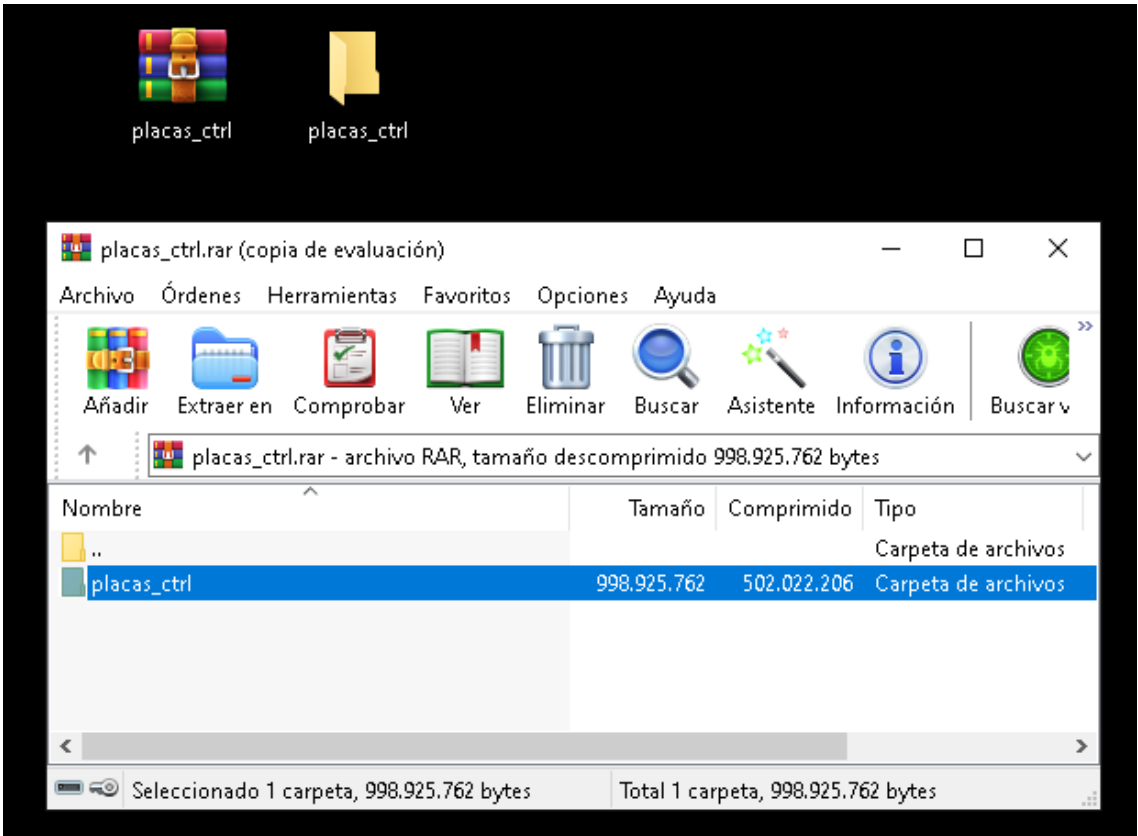 placas_ctrl placas_ctrl
placas_ctrl.rar (copia de evaluación)
Archivo Órdenes Herramientas Favoritos Opciones Ayuda
Añadir Extraer en Comprobar Ver Eliminar Buscar Asistente Información Buscar v
placas_ctrl.rar - archivo RAR, tamaño descomprimido 998.925.762 bytes
Nombre Tamaño Comprimido Tipo
.. Carpeta de archivos
placas_ctrl 998.925.762 502.022.206 Carpeta de archivos
Seleccionado 1 carpeta, 998.925.762 bytes Total 1 carpeta, 998.925.762 bytes